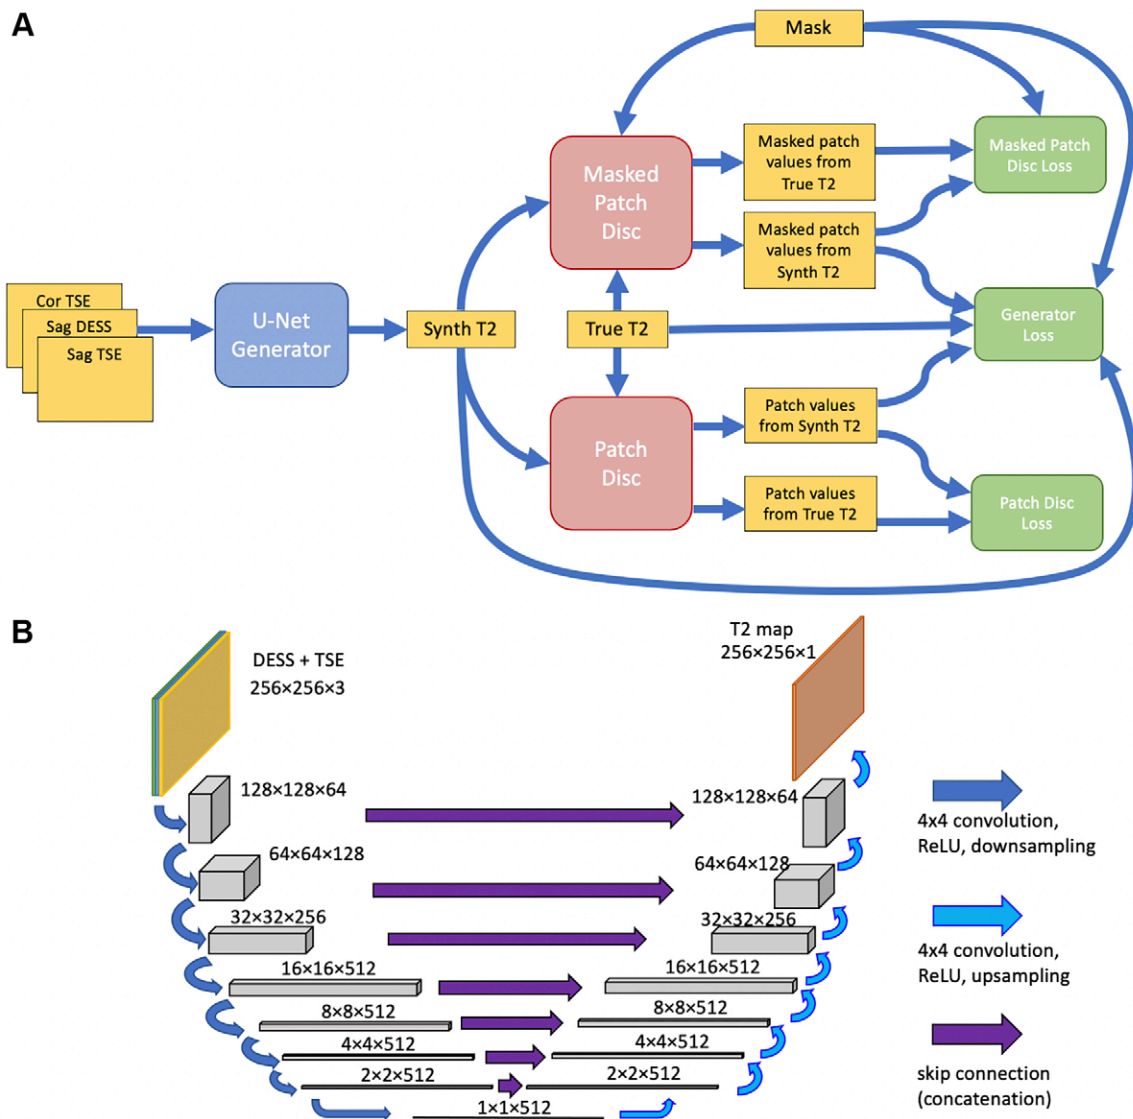 A
Mask
Masked
Patch
Disc
Masked patch
values from
True T2
Masked Patch
Disc Loss
Masked patch
values from
Synth T2
Cor TSE
Sag DESS
Sag TSE
U-Net
Generator
Synth T2
True T2
Generator
Loss
Patch
Disc
Patch values
from Synth T2
Patch values
from True T2
Patch Disc
Loss
B
DESS + TSE
256×256×3
T2 map
256×256×1
128×128×64
128×128×64
64×64×128
64×64×128
32×32×256
32×32×256
16×16×512
16×16×512
8×8×512
8×8×512
4×4×512
4×4×512
2×2×512
2×2×512
1×1×512
4x4 convolution,
ReLU, downsampling
4x4 convolution,
ReLU, upsampling
skip connection
(concatenation)